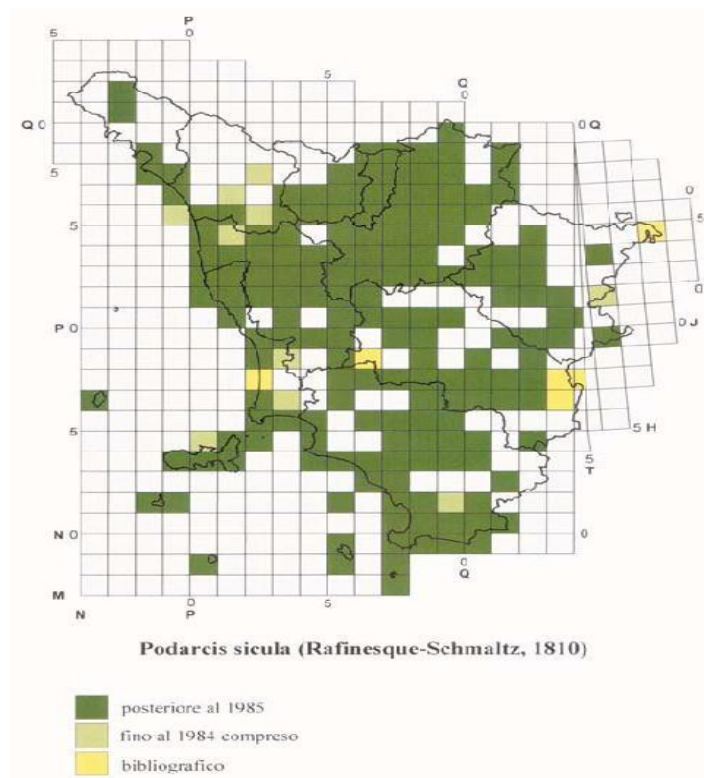 P
5 0
5
Q
0
Q 0
0 Q
5
0
5
5
0
P 0
0 J
5
5 H
5
T
N 0
0
0
Q
M
0 5
N P
Podarcis sicula (Rafinesque-Schmaltz, 1810)
posteriore al 1985
fino al 1984 compreso
bibliografico